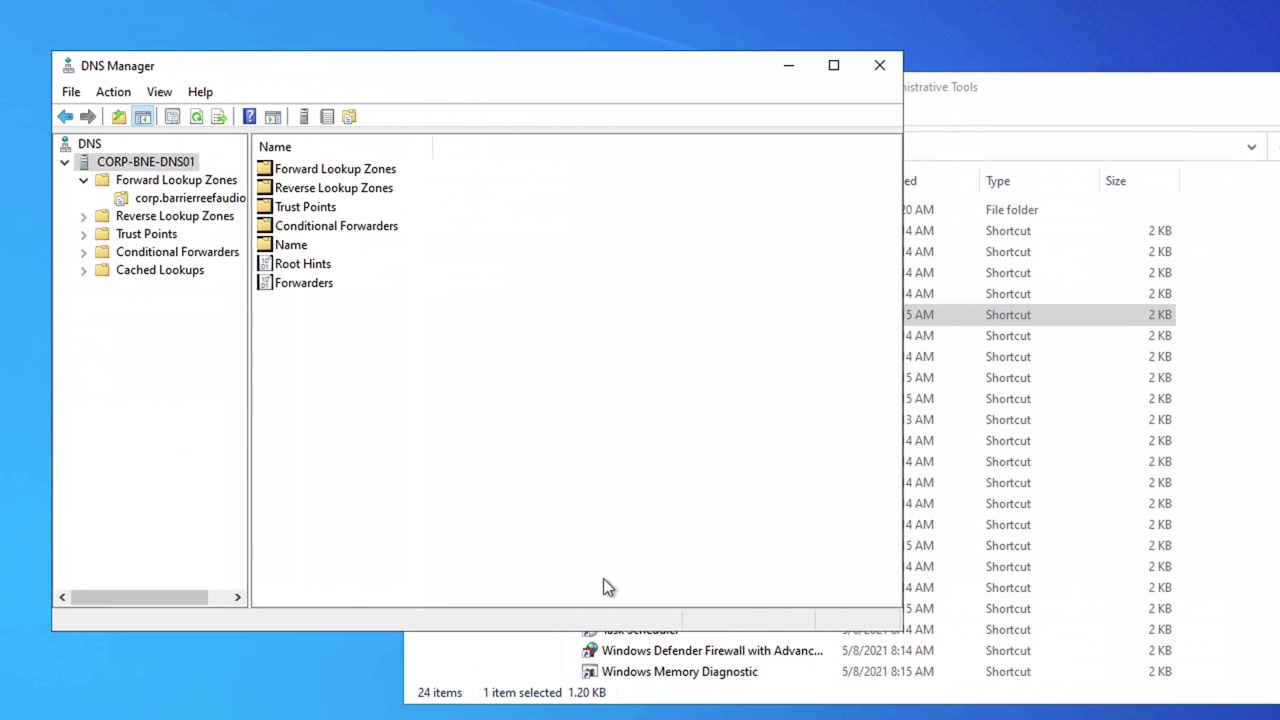 DNS Manager
File Action View Help
DNS
CORP-BNE-DNS01
Forward Lookup Zones
corp.barrierreefaudio
Reverse Lookup Zones
Trust Points
Conditional Forwarders
Cached Lookups
Name
Forward Lookup Zones
Reverse Lookup Zones
Trust Points
Conditional Forwarders
Name
Root Hints
Forwarders
nistrative Tools
ed Type Size
20 AM File folder
4 AM Shortcut 2 KB
4 AM Shortcut 2 KB
4 AM Shortcut 2 KB
4 AM Shortcut 2 KB
5 AM Shortcut 2 KB
4 AM Shortcut 2 KB
4 AM Shortcut 2 KB
5 AM Shortcut 2 KB
5 AM Shortcut 2 KB
3 AM Shortcut 2 KB
4 AM Shortcut 2 KB
4 AM Shortcut 2 KB
4 AM Shortcut 2 KB
4 AM Shortcut 2 KB
4 AM Shortcut 2 KB
5 AM Shortcut 2 KB
4 AM Shortcut 2 KB
4 AM Shortcut 2 KB
5 AM Shortcut 2 KB
Task Scheduler 5/8/2021 8:14 AM Shortcut 2 KB
Windows Defender Firewall with Advanc... 5/8/2021 8:14 AM Shortcut 2 KB
Windows Memory Diagnostic 5/8/2021 8:15 AM Shortcut 2 KB
24 items 1 item selected 1.20 KB